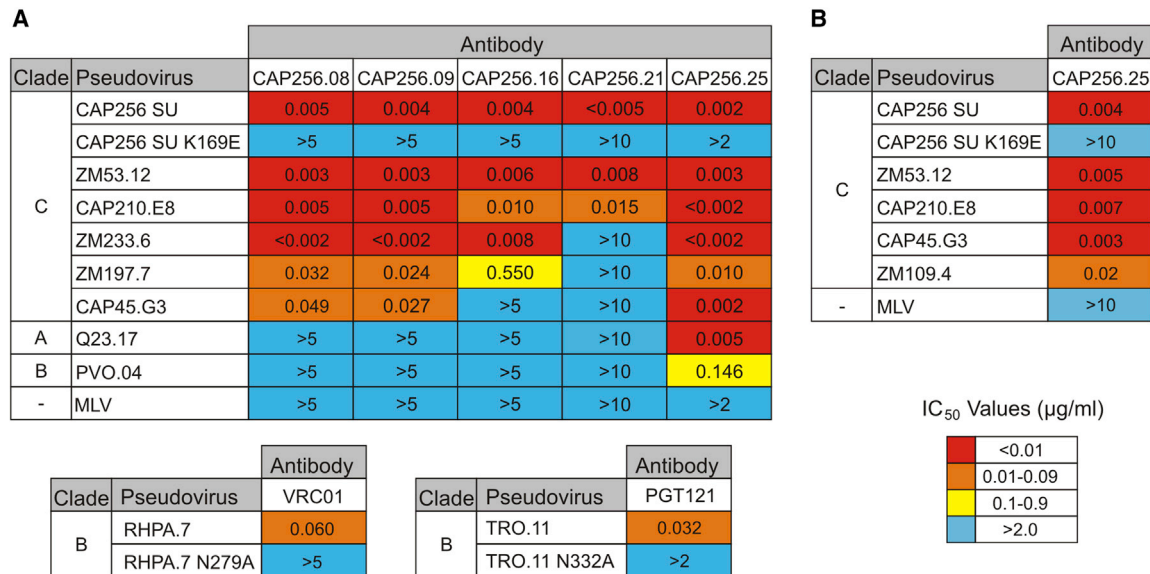 A
Antibody
Clade Pseudovirus CAP256.08 CAP256.09 CAP256.16 CAP256.21 CAP256.25
C
CAP256 SU 0.005 0.004 0.004 <0.005 0.002
CAP256 SU K169E >5 >5 >5 >10 >2
ZM53.12 0.003 0.003 0.006 0.008 0.003
CAP210.E8 0.005 0.005 0.010 0.015 <0.002
ZM233.6 <0.002 <0.002 0.008 >10 <0.002
ZM197.7 0.032 0.024 0.550 >10 0.010
CAP45.G3 0.049 0.027 >5 >10 0.002
A Q23.17 >5 >5 >5 >10 0.005
B PVO.04 >5 >5 >5 >10 0.146
- MLV >5 >5 >5 >10 >2
Antibody
Clade Pseudovirus VRC01
B
RHPA.7 0.060
RHPA.7 N279A >5
Antibody
Clade Pseudovirus PGT121
B
TRO.11 0.032
TRO.11 N332A >2
B
Antibody
Clade Pseudovirus CAP256.25
C
CAP256 SU 0.004
CAP256 SU K169E >10
ZM53.12 0.005
CAP210.E8 0.007
CAP45.G3 0.003
ZM109.4 0.02
- MLV >10
IC50 Values (µg/ml)
<0.01
0.01-0.09
0.1-0.9
>2.0